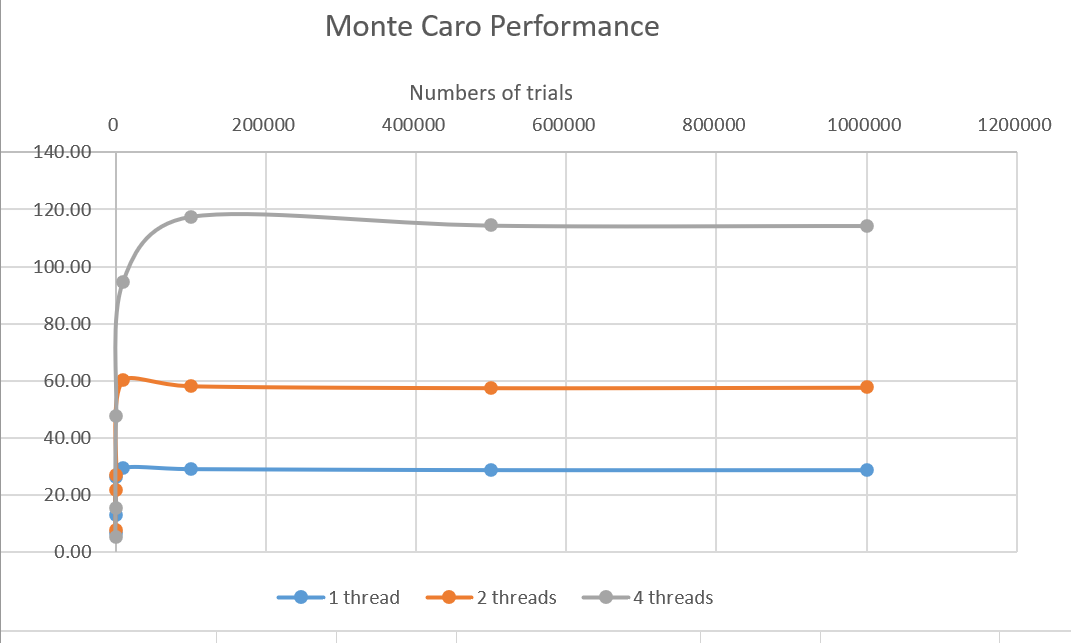 Monte Caro Performance
Numbers of trials
0 200000 400000 600000 800000 1000000 1200000
140.00
120.00
100.00
80.00
60.00
40.00
20.00
0.00
1 thread 2 threads 4 threads